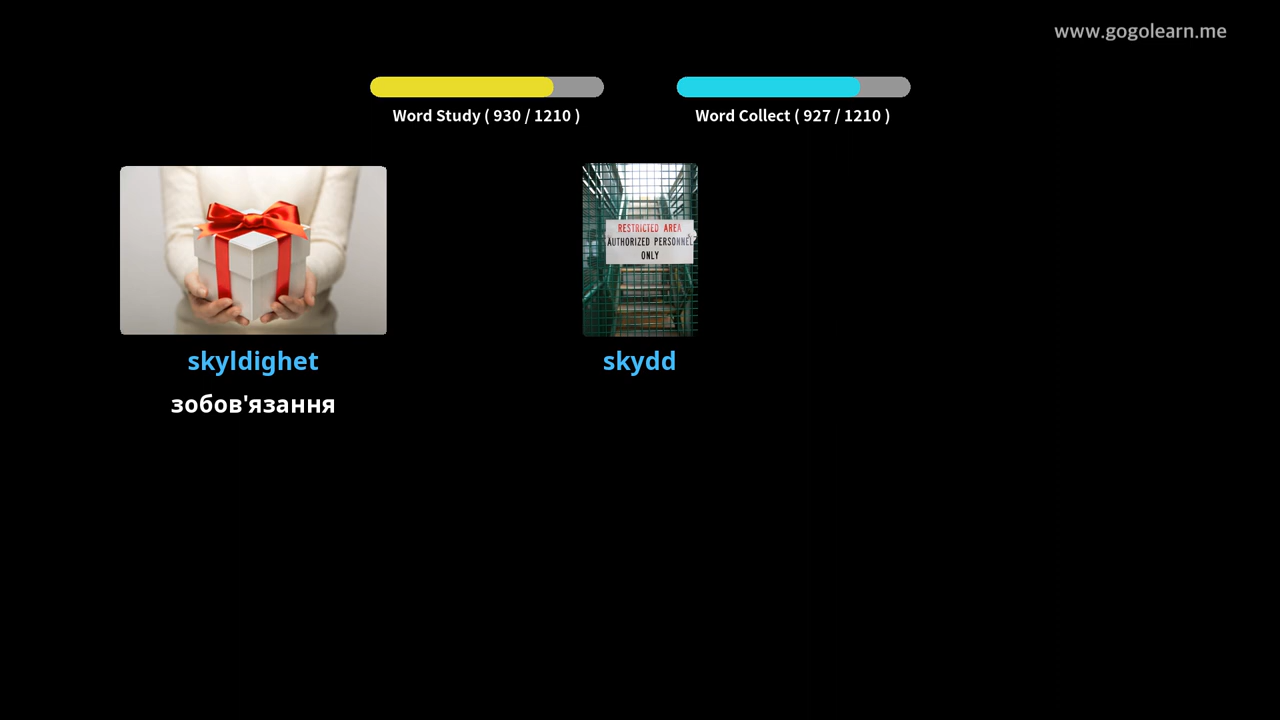 www.gogolearn.me
Word Study ( 930 / 1210 )
Word Collect ( 927 / 1210 )
RESTRICTED AREA
AUTHORIZED PERSONNEL
ONLY
skyldighet
skydd
зобов'язання